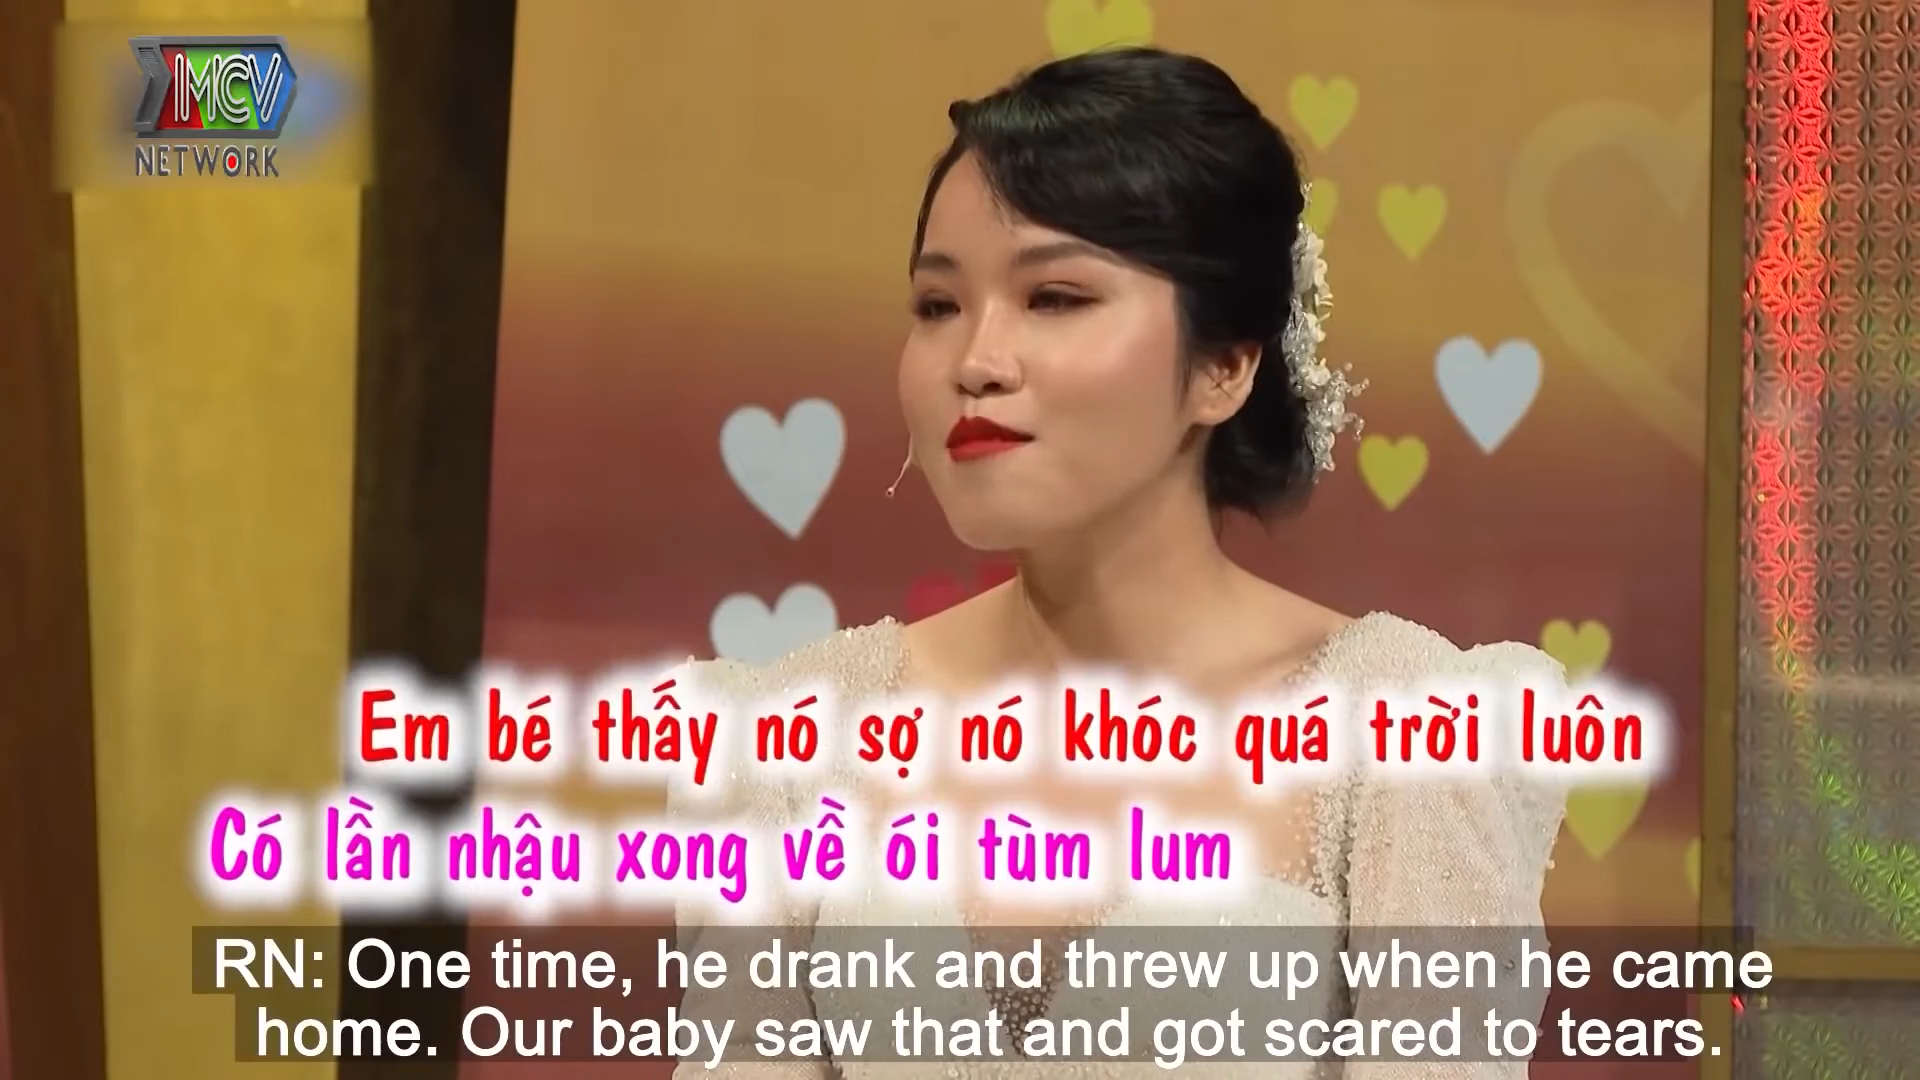 MCV
NETWORK
Em bé thấy nó sợ nó khóc quá trời luôn
Có lần nhậu xong về ói tùm lum
RN: One time, he drank and threw up when he came
home. Our baby saw that and got scared to tears.